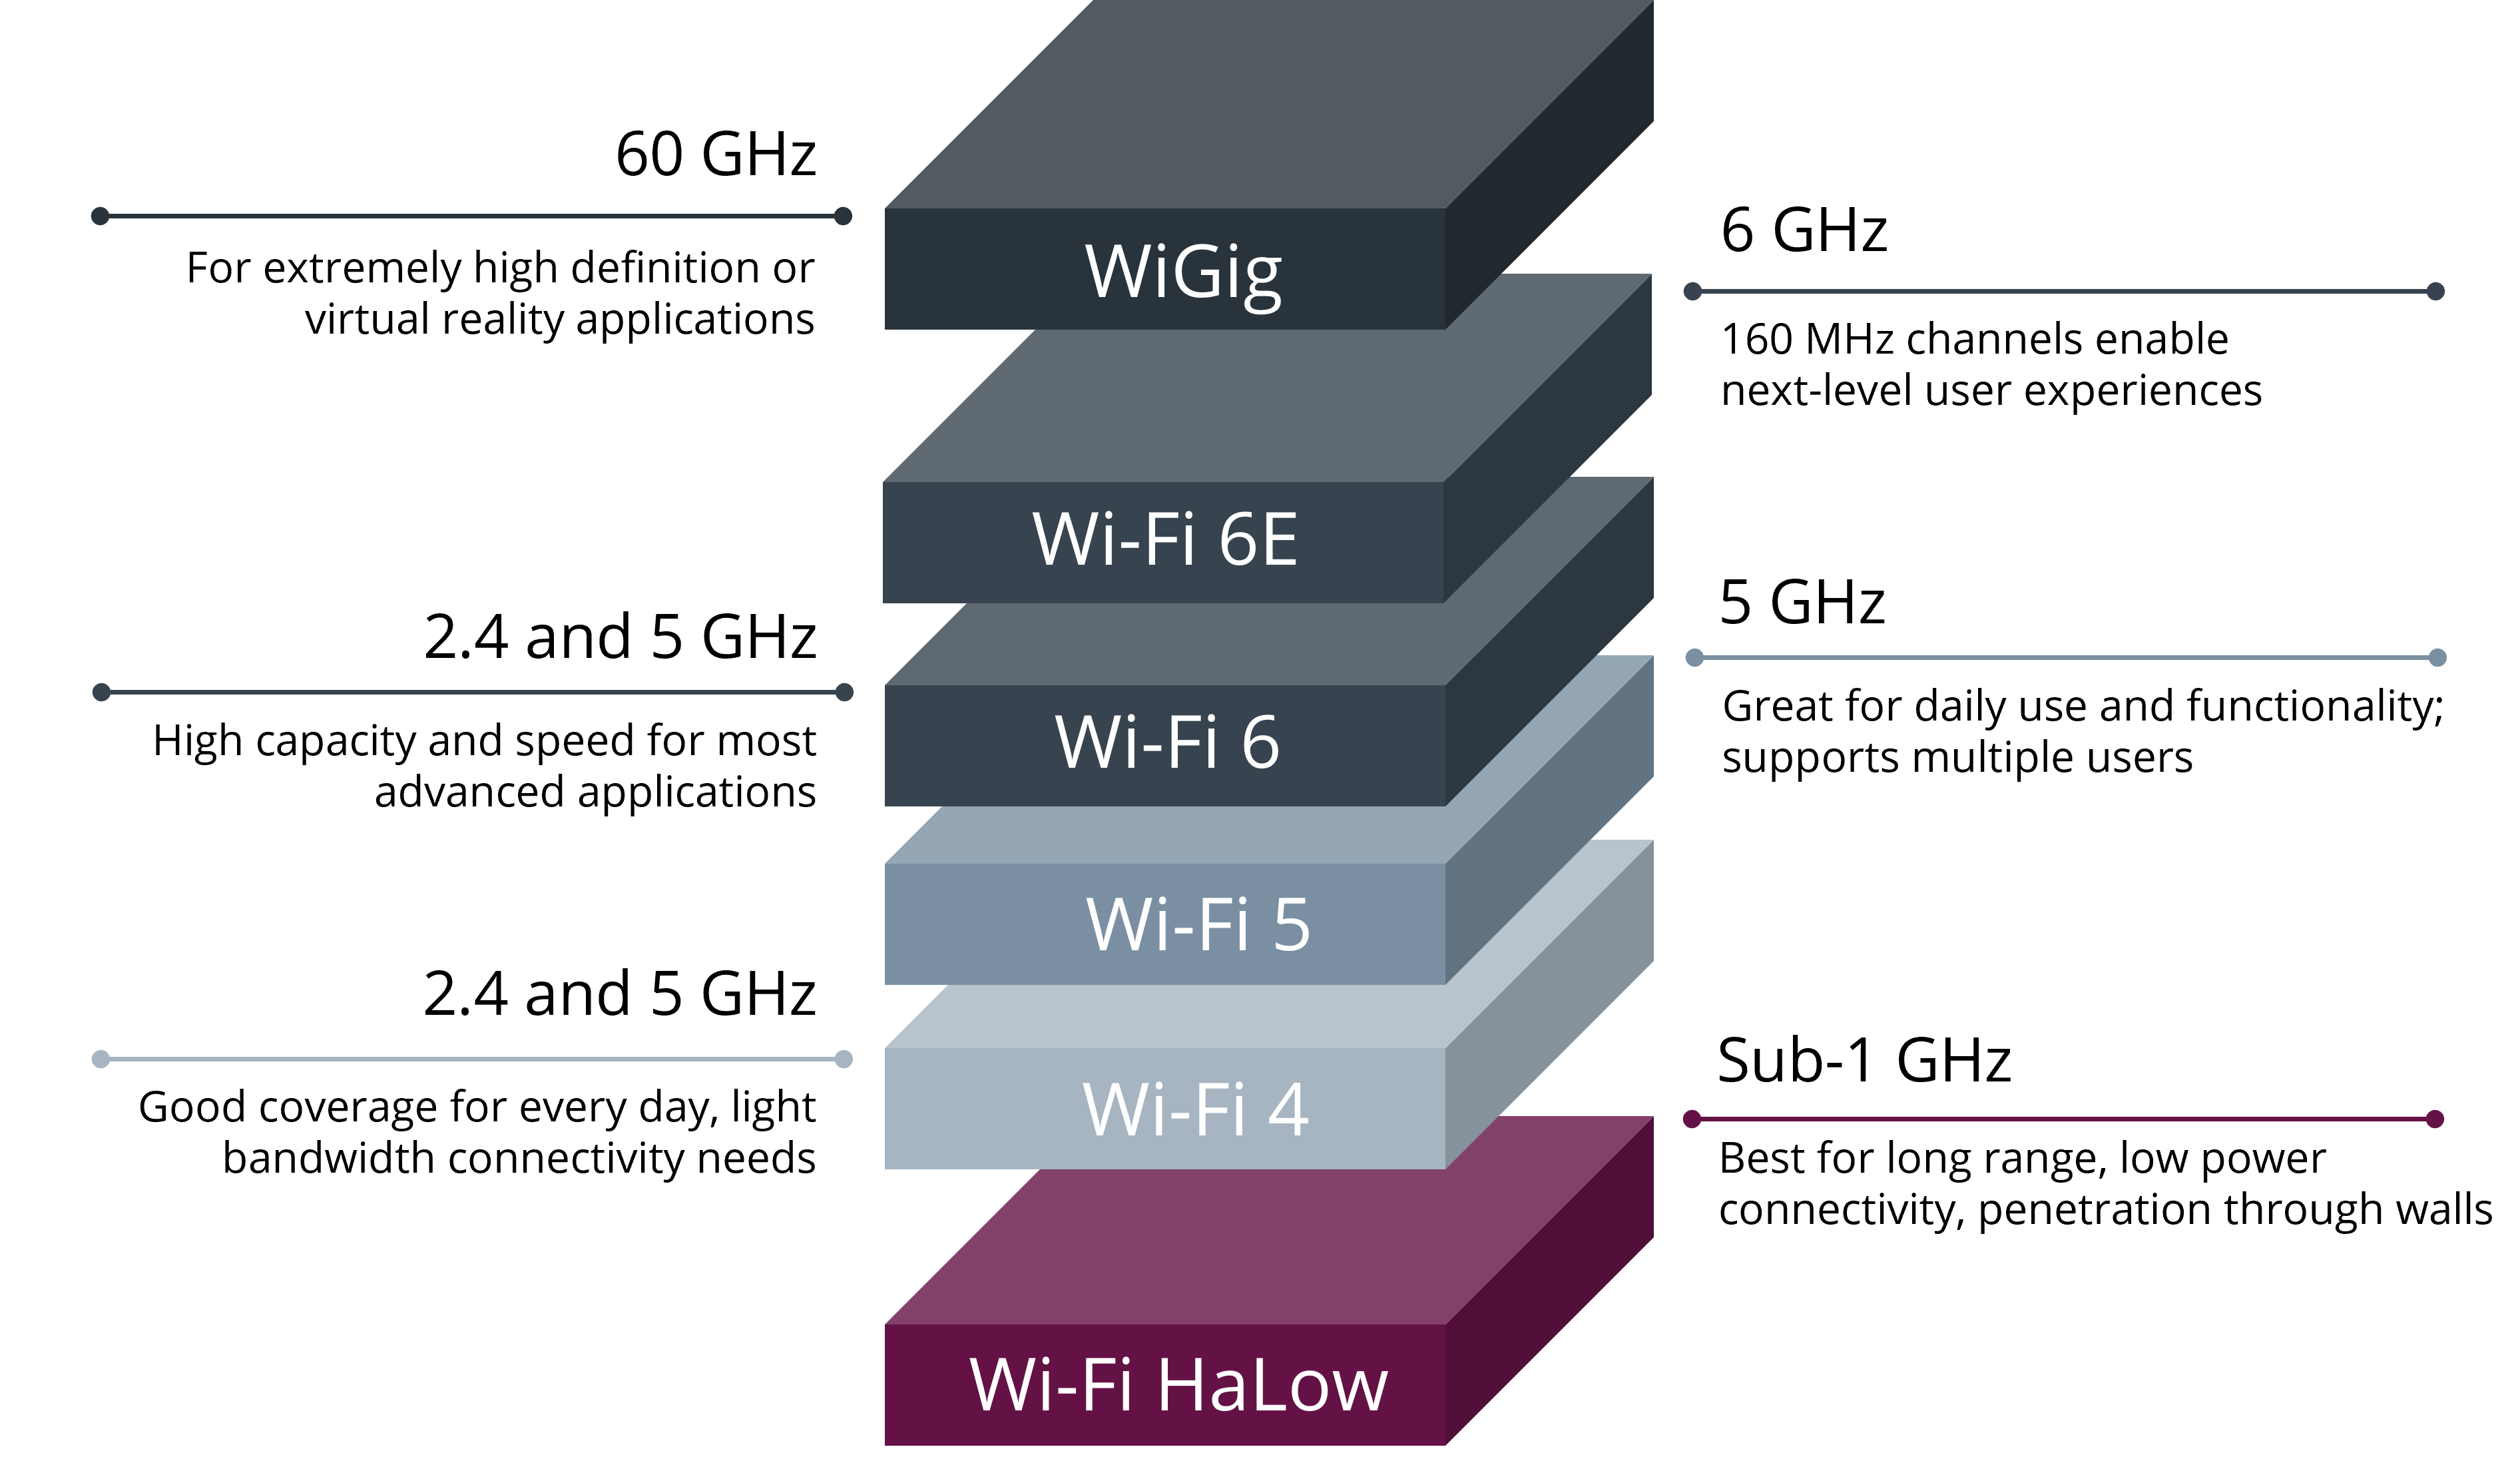 60 GHz
For extremely high definition or
virtual reality applications
WiGig
6 GHz
160 MHz channels enable
next-level user experiences
Wi-Fi 6E
2.4 and 5 GHz
High capacity and speed for most
advanced applications
Wi-Fi 6
5 GHz
Great for daily use and functionality;
supports multiple users
Wi-Fi 5
2.4 and 5 GHz
Good coverage for every day, light
bandwidth connectivity needs
Wi-Fi 4
Sub-1 GHz
Best for long range, low power
connectivity, penetration through walls
Wi-Fi HaLow